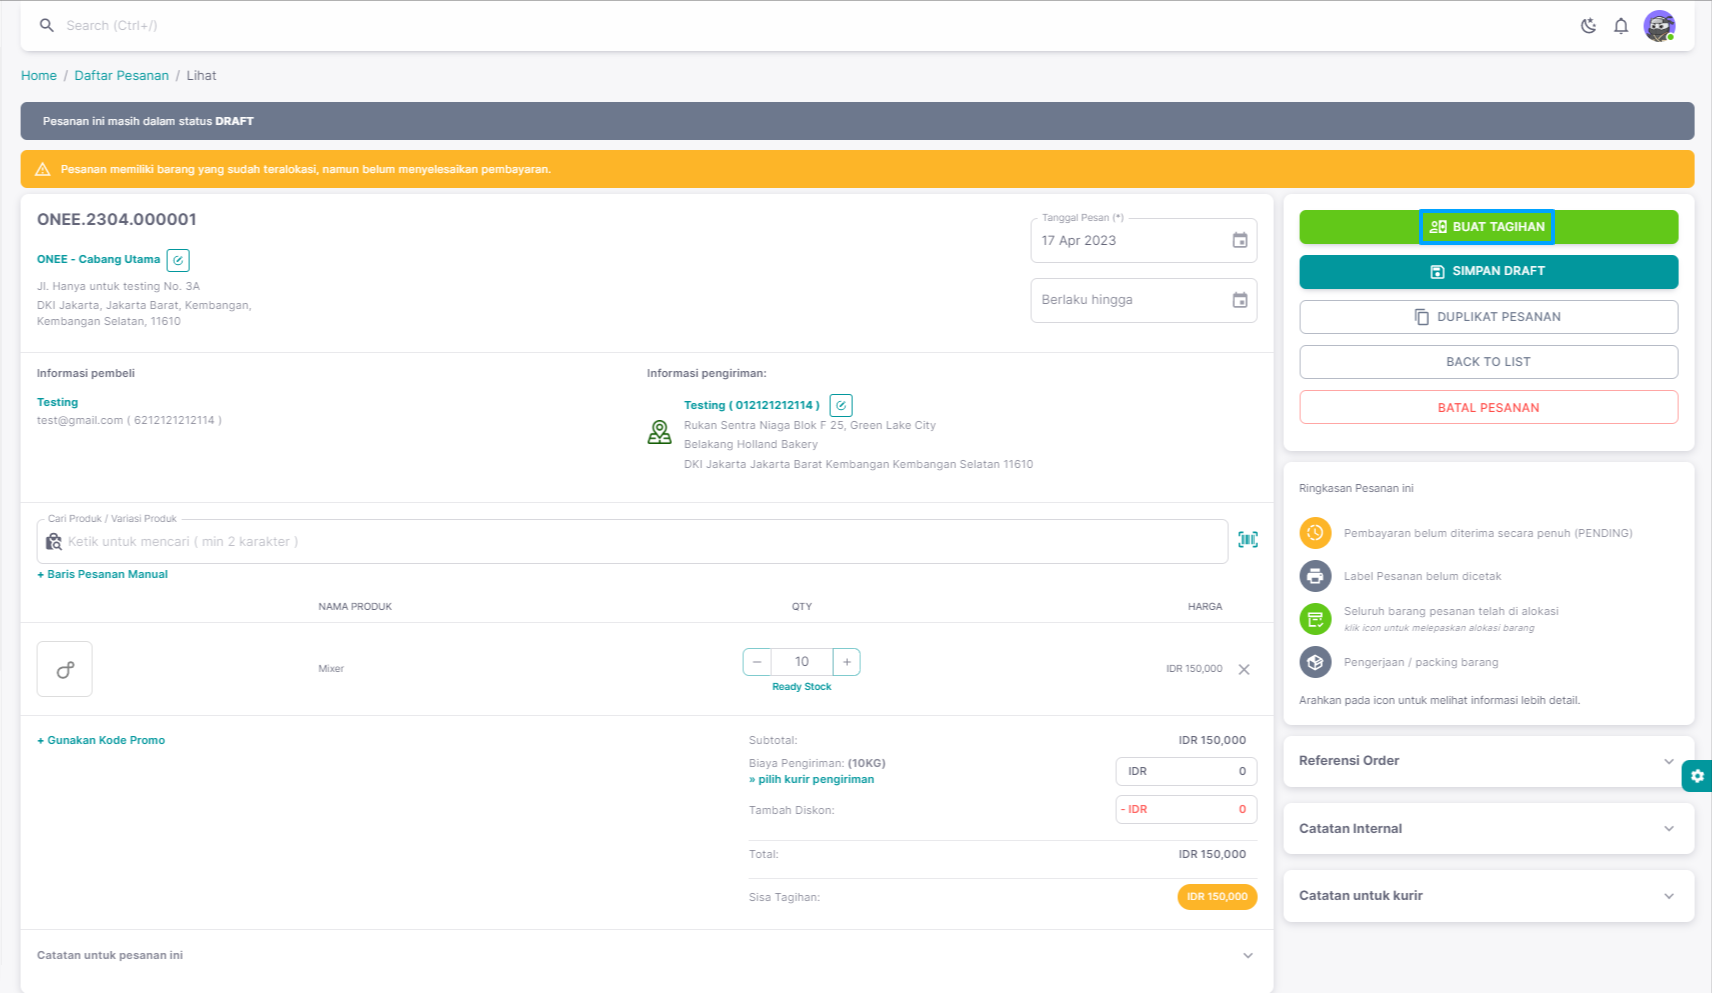 Search (Ctrl+/)
Home / Daftar Pesanan / Lihat
Pesanan ini masih dalam status DRAFT
Pesanan memiliki barang yang sudah teralokasi, namun belum menyelesaikan pembayaran.
ONEE.2304.000001
ONEE - Cabang Utama
Jl. Hanya untuk testing No. 3A
DKI Jakarta, Jakarta Barat, Kembangan,
Kembangan Selatan, 11610
Tanggal Pesan (*)
17 Apr 2023
Berlaku hingga
Informasi pembeli
Testing
test@gmail.com ( 6212121212114 )
Informasi pengiriman:
Testing ( 012121212114 )
Rukan Sentra Niaga Blok F 25, Green Lake City
Belakang Holland Bakery
DKI Jakarta Jakarta Barat Kembangan Kembangan Selatan 11610
Cari Produk / Variasi Produk
Ketik untuk mencari ( min 2 karakter )
+ Baris Pesanan Manual
NAMA PRODUK QTY HARGA
Mixer − 10 + IDR 150,000
Ready Stock
+ Gunakan Kode Promo
Subtotal: IDR 150,000
Biaya Pengiriman: (10KG) IDR 0
» pilih kurir pengiriman
Tambah Diskon: - IDR 0
Total: IDR 150,000
Sisa Tagihan: IDR 150,000
Catatan untuk pesanan ini
BUAT TAGIHAN
SIMPAN DRAFT
DUPLIKAT PESANAN
BACK TO LIST
BATAL PESANAN
Ringkasan Pesanan ini
Pembayaran belum diterima secara penuh (PENDING)
Label Pesanan belum dicetak
Seluruh barang pesanan telah di alokasi
klik icon untuk melepaskan alokasi barang
Pengerjaan / packing barang
Arahkan pada icon untuk melihat informasi lebih detail.
Referensi Order
Catatan Internal
Catatan untuk kurir